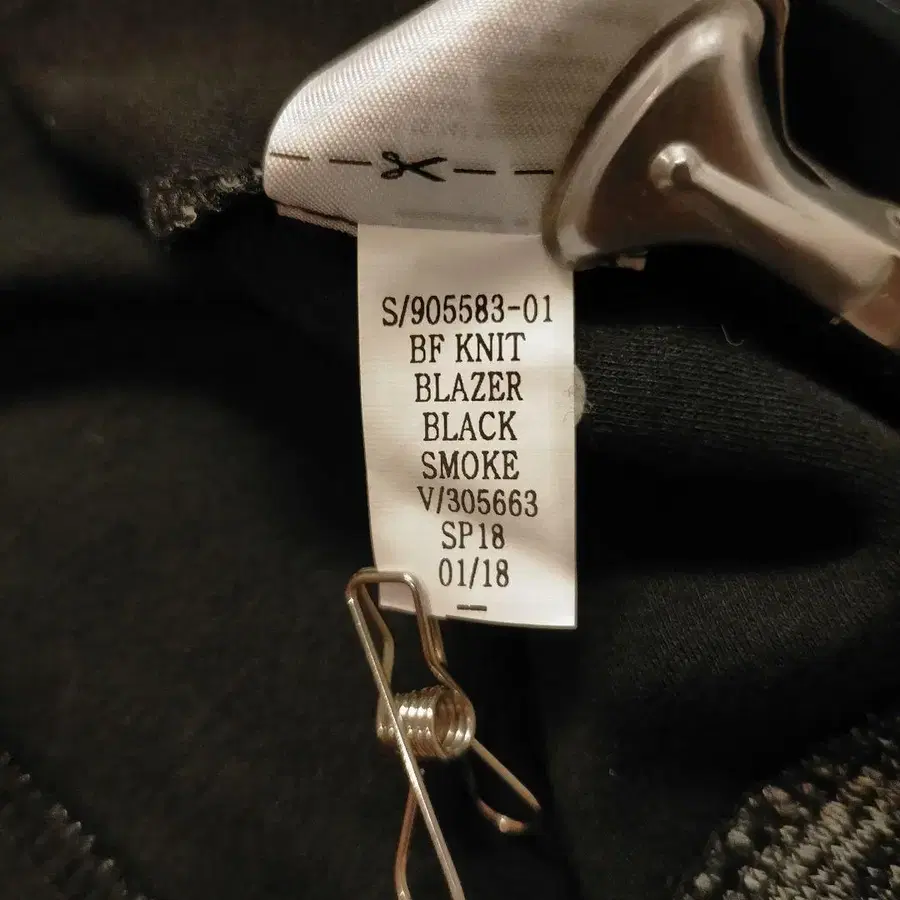 S/905583-01
BF KNIT
BLAZER
BLACK
SMOKE
V/305663
SP18
01/18